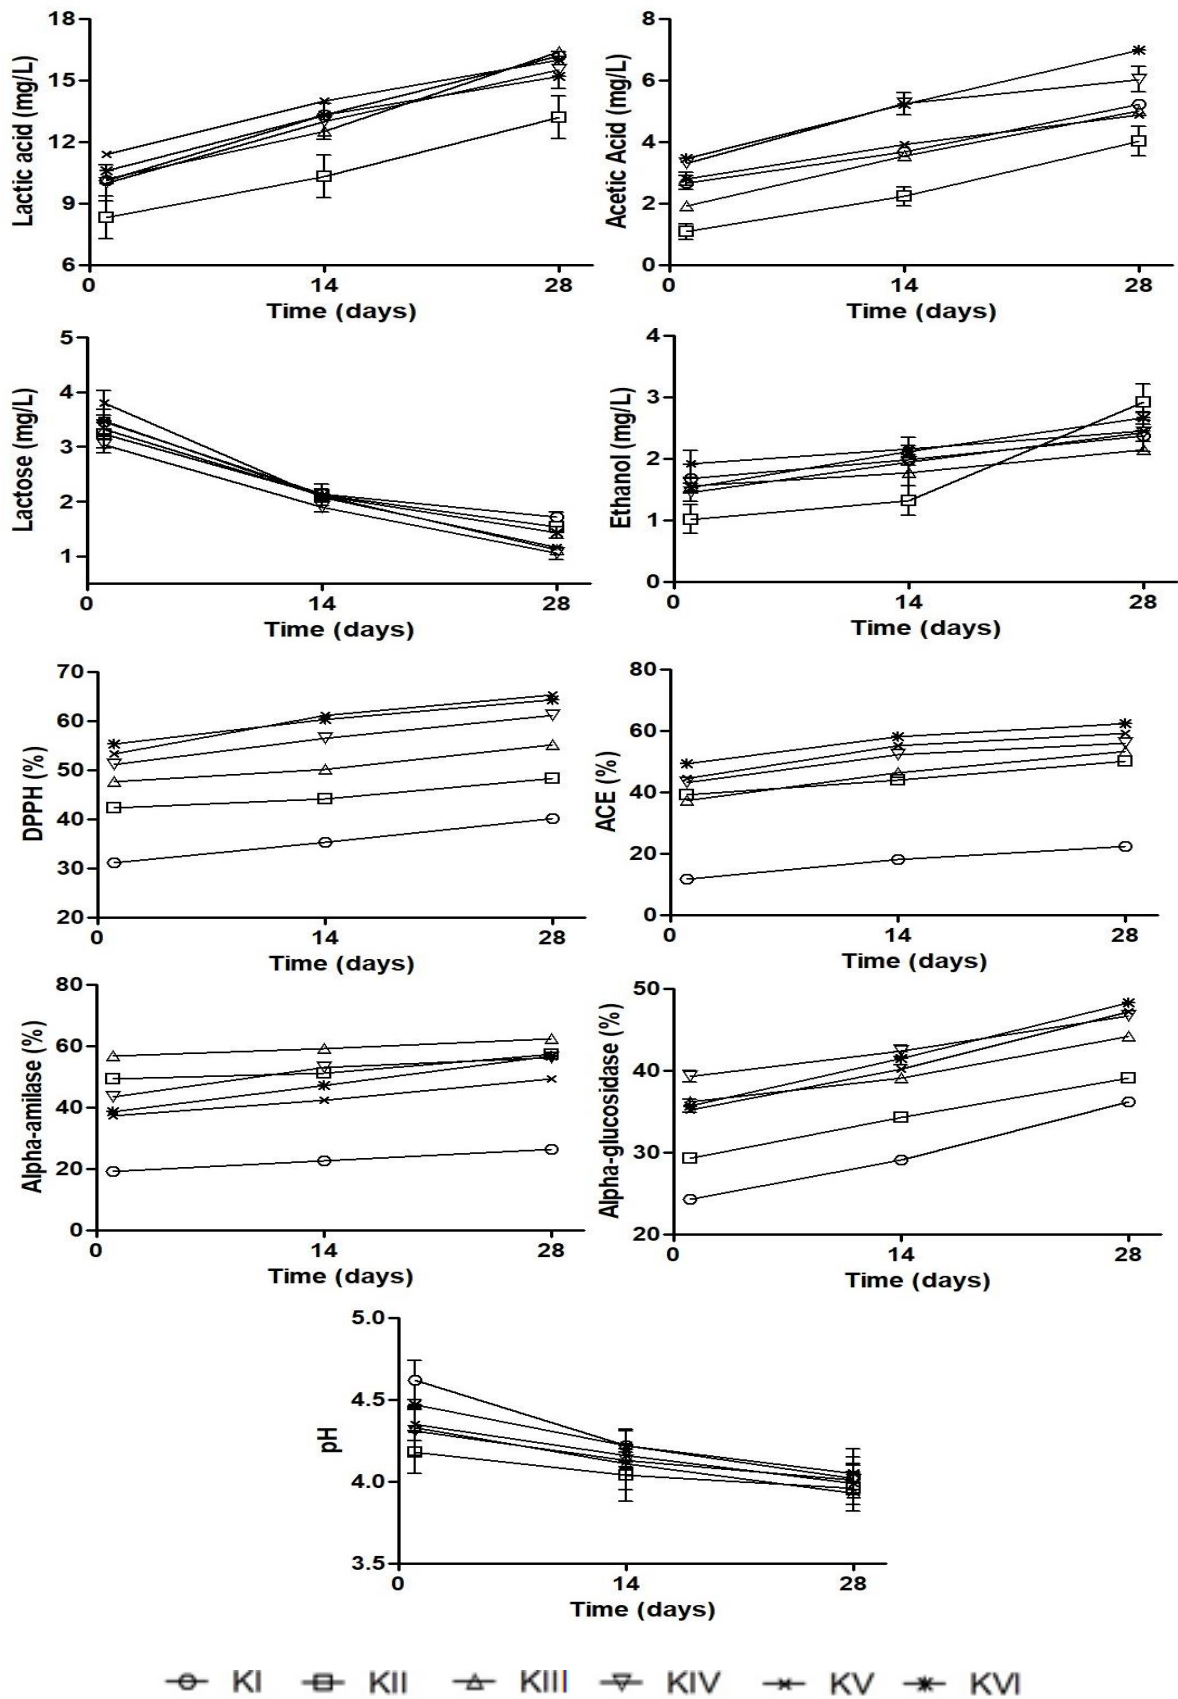 18
15
12
9
6
Lactic acid (mg/L)
0 14 28
Time (days)
8
6
4
2
0
Acetic Acid (mg/L)
0 14 28
Time (days)
5
4
3
2
1
Lactose (mg/L)
0 14 28
Time (days)
4
3
2
1
0
Ethanol (mg/L)
0 14 28
Time (days)
70
60
50
40
30
20
DPPH (%)
0 14 28
Time (days)
80
60
40
20
0
ACE (%)
0 14 28
Time (days)
80
60
40
20
0
Alpha-amilase (%)
0 14 28
Time (days)
50
40
30
20
Alpha-glucosidase (%)
0 14 28
Time (days)
5.0
4.5
4.0
3.5
pH
0 14 28
Time (days)
KI KII KIII KIV KV KVI